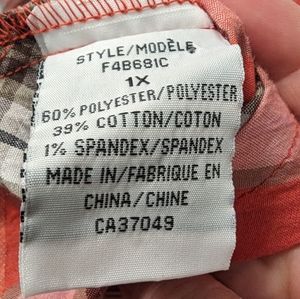 STYLE/MODÈLE
F4B681C
1X
60% POLYESTER/POLYESTER
39% COTTON/COTON
1% SPANDEX/SPANDEX
MADE IN/FABRIQUE EN
CHINA/CHINE
CA37049